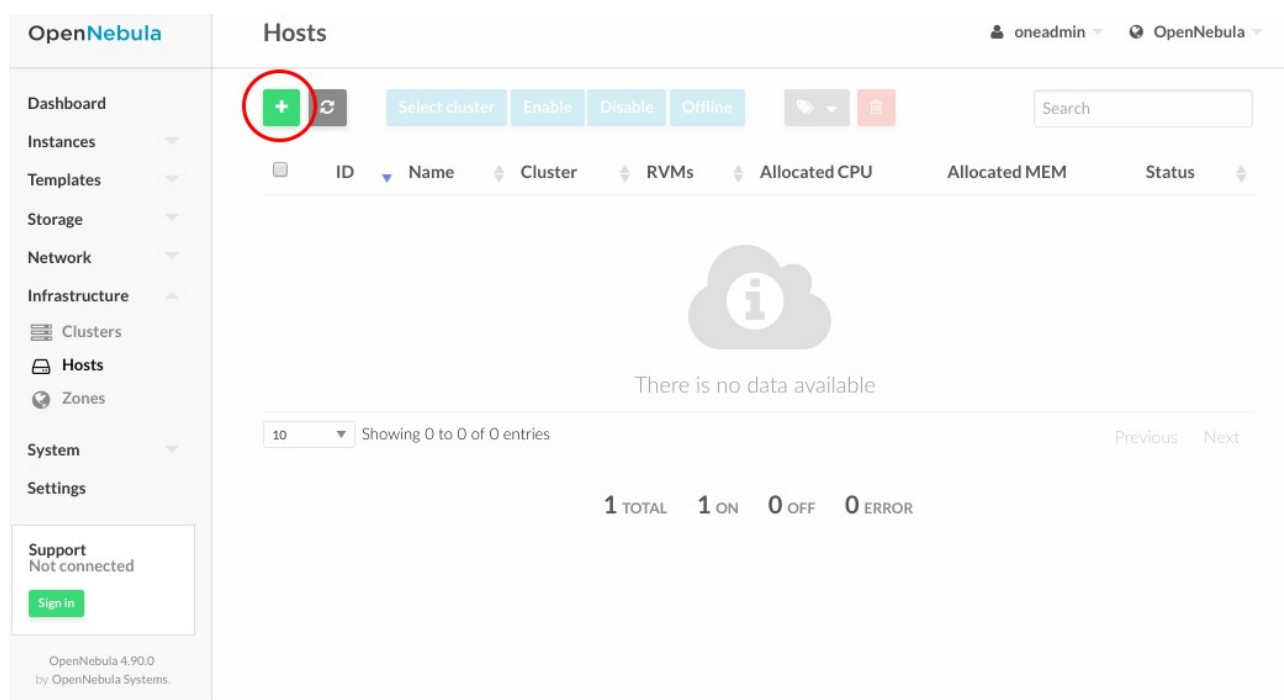 OpenNebula
Hosts
oneadmin
OpenNebula
Dashboard
Instances
Templates
Storage
Network
Infrastructure
Clusters
Hosts
Zones
System
Settings
Support
Not connected
Sign in
OpenNebula 4.90.0
by OpenNebula Systems.
+
Select cluster Enable Disable Offline
Search
ID Name Cluster RVMs Allocated CPU Allocated MEM Status
i
There is no data available
10 Showing 0 to 0 of 0 entries
Previous Next
1 TOTAL 1 ON 0 OFF 0 ERROR